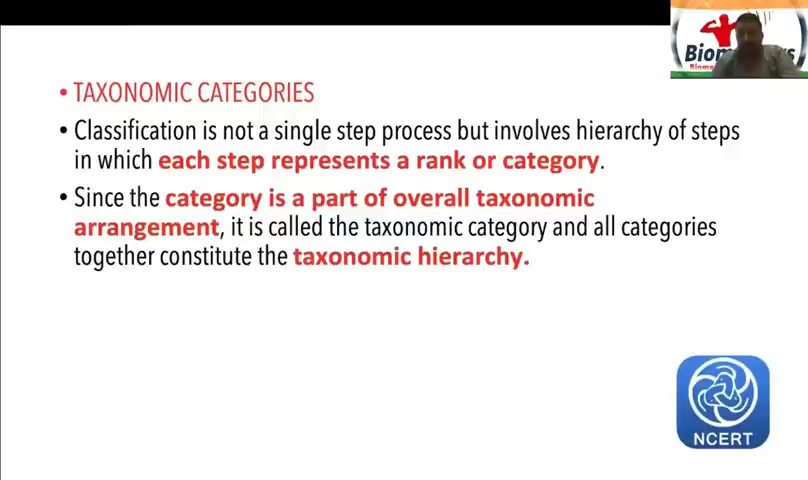 • TAXONOMIC CATEGORIES
• Classification is not a single step process but involves hierarchy of steps
in which each step represents a rank or category.
• Since the category is a part of overall taxonomic
arrangement, it is called the taxonomic category and all categories
together constitute the taxonomic hierarchy.
NCERT